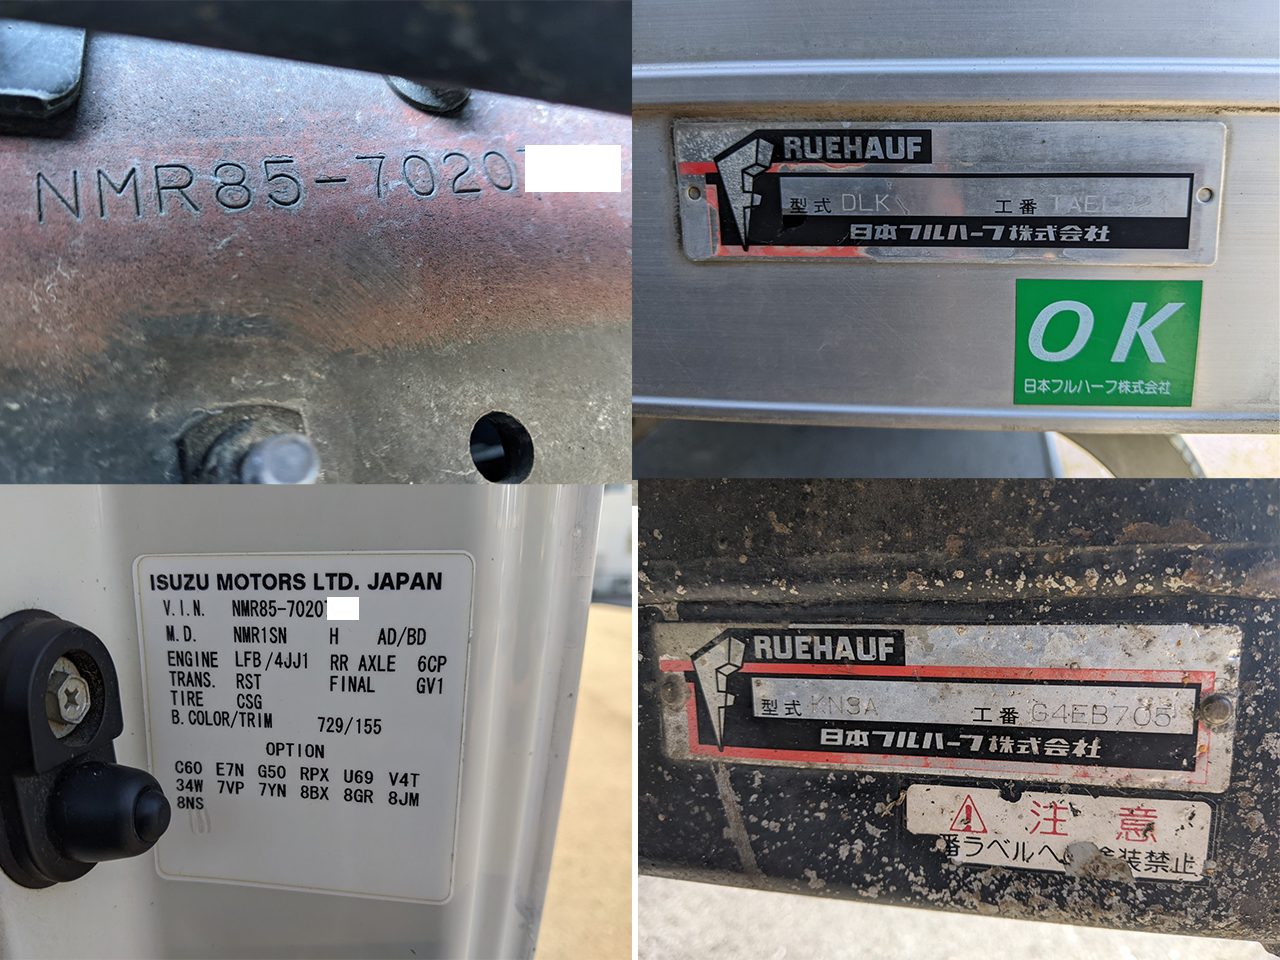 NMR85-7020
RUEHAUF
型式 DLK 工番
日本フルハーフ株式会社
OK
日本フルハーフ株式会社
ISUZU MOTORS LTD. JAPAN
V.I.N. NMR85-7020
M.D. NMR1SN H AD/BD
ENGINE LFB/4JJ1 RR AXLE 6CP
TRANS. RST FINAL GV1
TIRE CSG
B.COLOR/TRIM 729/155
OPTION
C60 E7N G50 RPX U69 V4T
34W 7VP 7YN 8BX 8GR 8JM
8NS
RUEHAUF
型式 KN3A 工番 G4EB705
日本フルハーフ株式会社
注意
番ラベルへ 塗装禁止